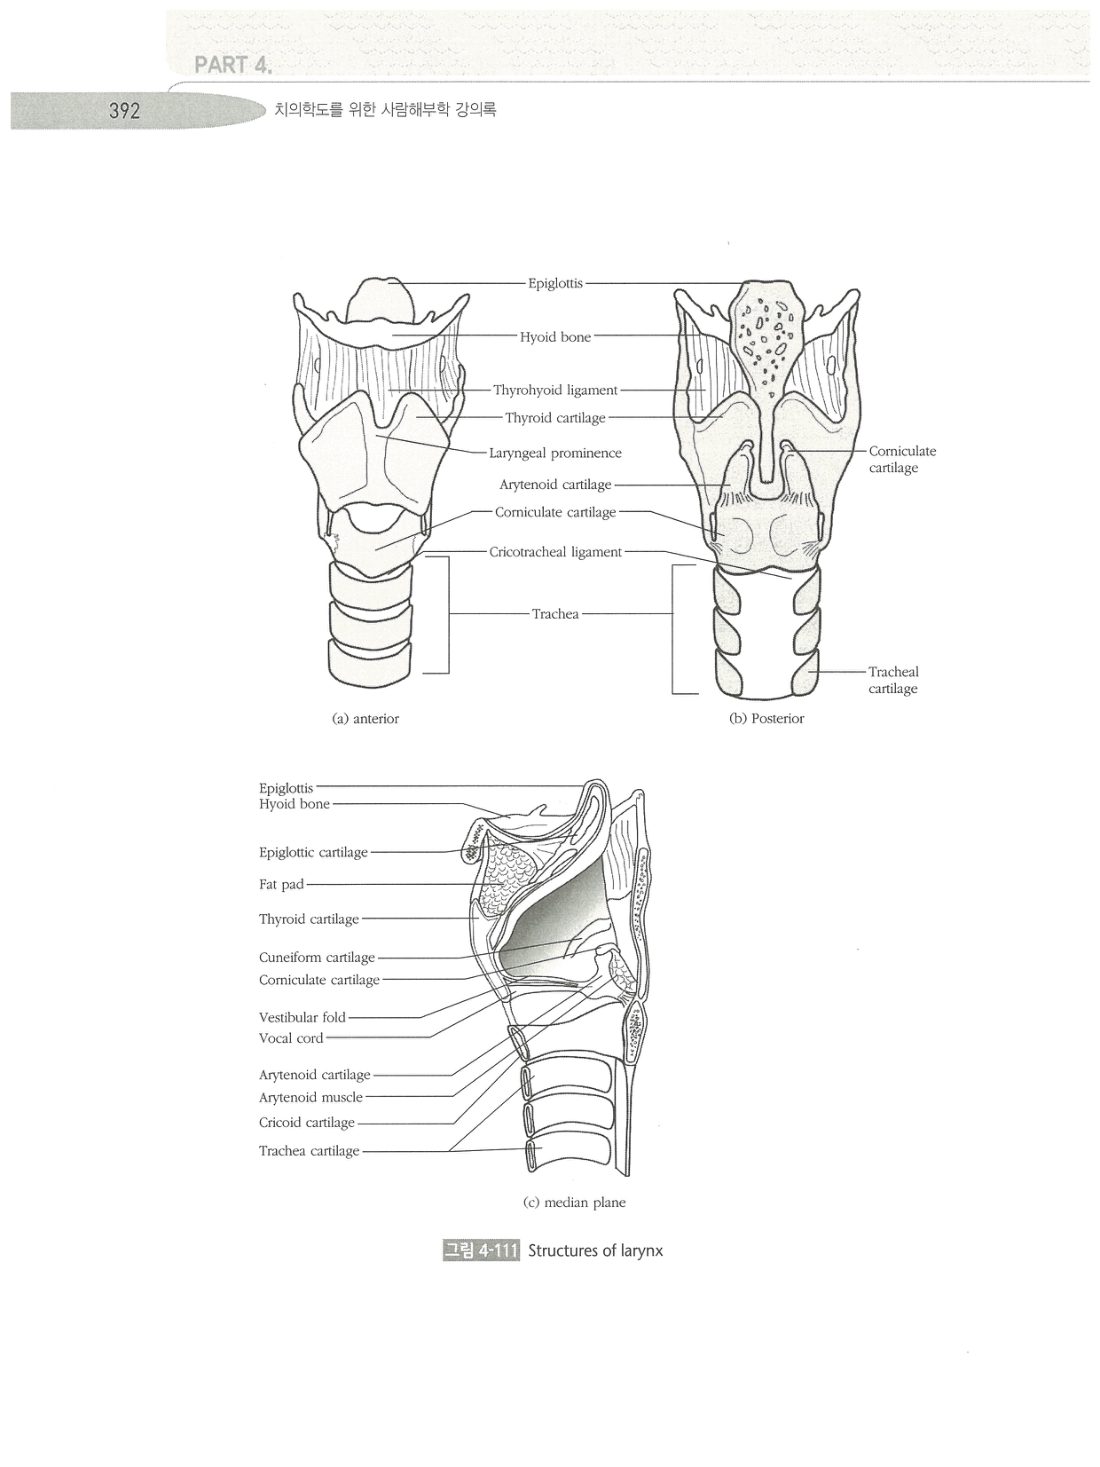 PART 4.
392
치의학도를 위한 사람해부학 강의록
Epiglottis
Hyoid bone
Thyrohyoid ligament
Thyroid cartilage
Laryngeal prominence
Corniculate
cartilage
Arytenoid cartilage
Corniculate cartilage
Cricotracheal ligament
Trachea
Tracheal
cartilage
(a) anterior
(b) Posterior
Epiglottis
Hyoid bone
Epiglottic cartilage
Fat pad
Thyroid cartilage
Cuneiform cartilage
Corniculate cartilage
Vestibular fold
Vocal cord
Arytenoid cartilage
Arytenoid muscle
Cricoid cartilage
Trachea cartilage
(c) median plane
그림 4-111 Structures of larynx